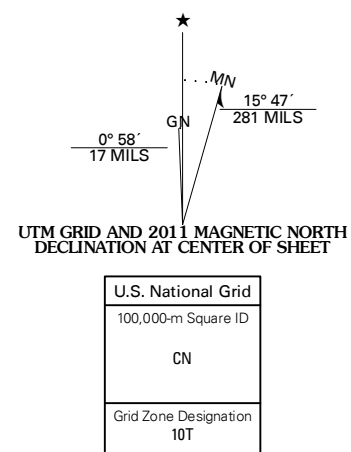 ★
MN
GN
15° 47´
281 MILS
0° 58´
17 MILS
UTM GRID AND 2011 MAGNETIC NORTH
DECLINATION AT CENTER OF SHEET
U.S. National Grid
100,000-m Square ID
CN
Grid Zone Designation
10T